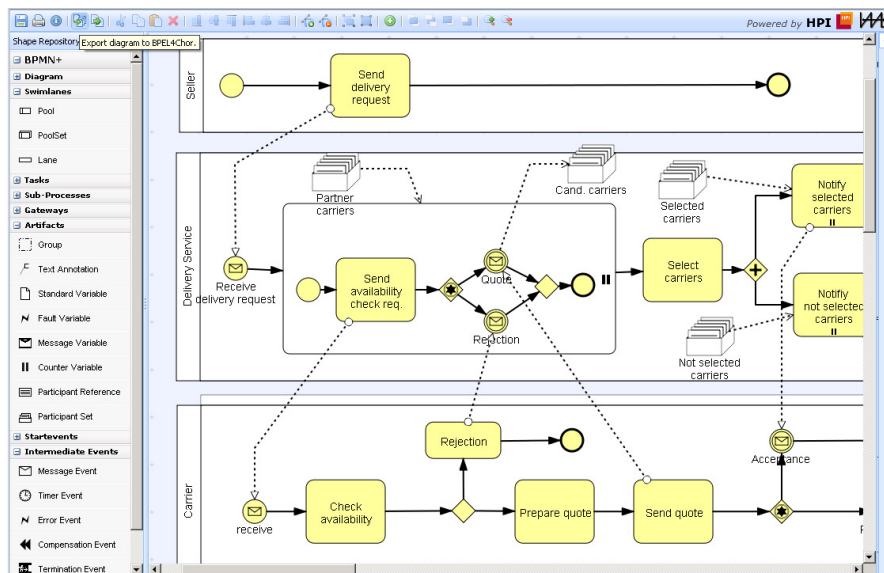 Powered by HPI
Shape Repository
Export diagram to BPEL4Chor.
BPMN+
Diagram
Swimlanes
Pool
PoolSet
Lane
Tasks
Sub-Processes
Gateways
Artifacts
Group
Text Annotation
Standard Variable
Fault Variable
Message Variable
Counter Variable
Participant Reference
Participant Set
Startevents
Intermediate Events
Message Event
Timer Event
Error Event
Compensation Event
Termination Event
Seller
Send
delivery
request
Delivery Service
Partner
carriers
Cand. carriers
Selected
carriers
Notify
selected
carriers
Receive
delivery request
Send
availability
check req.
Quote
Rejection
Select
carriers
Notifiy
not selected
carriers
Not selected
carriers
Carrier
Rejection
Acceptance
receive
Check
availability
Prepare quote
Send quote